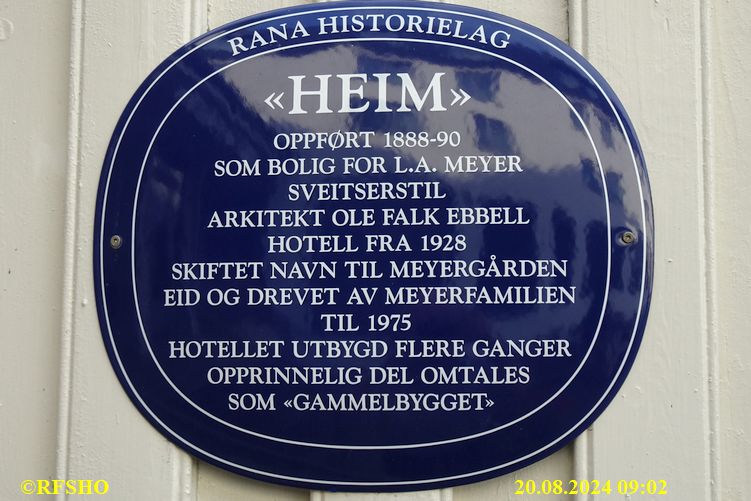 RANA HISTORIELAG
«HEIM»
OPPFØRT 1888-90
SOM BOLIG FOR L.A. MEYER
SVEITSERSTIL
ARKITEKT OLE FALK EBBELL
HOTELL FRA 1928
SKIFTET NAVN TIL MEYERGÅRDEN
EID OG DREVET AV MEYERFAMILIEN
TIL 1975
HOTELLET UTBYGD FLERE GANGER
OPPRINNELIG DEL OMTALES
SOM «GAMMELBYGGET»
©RFSHO
20.08.2024 09:02